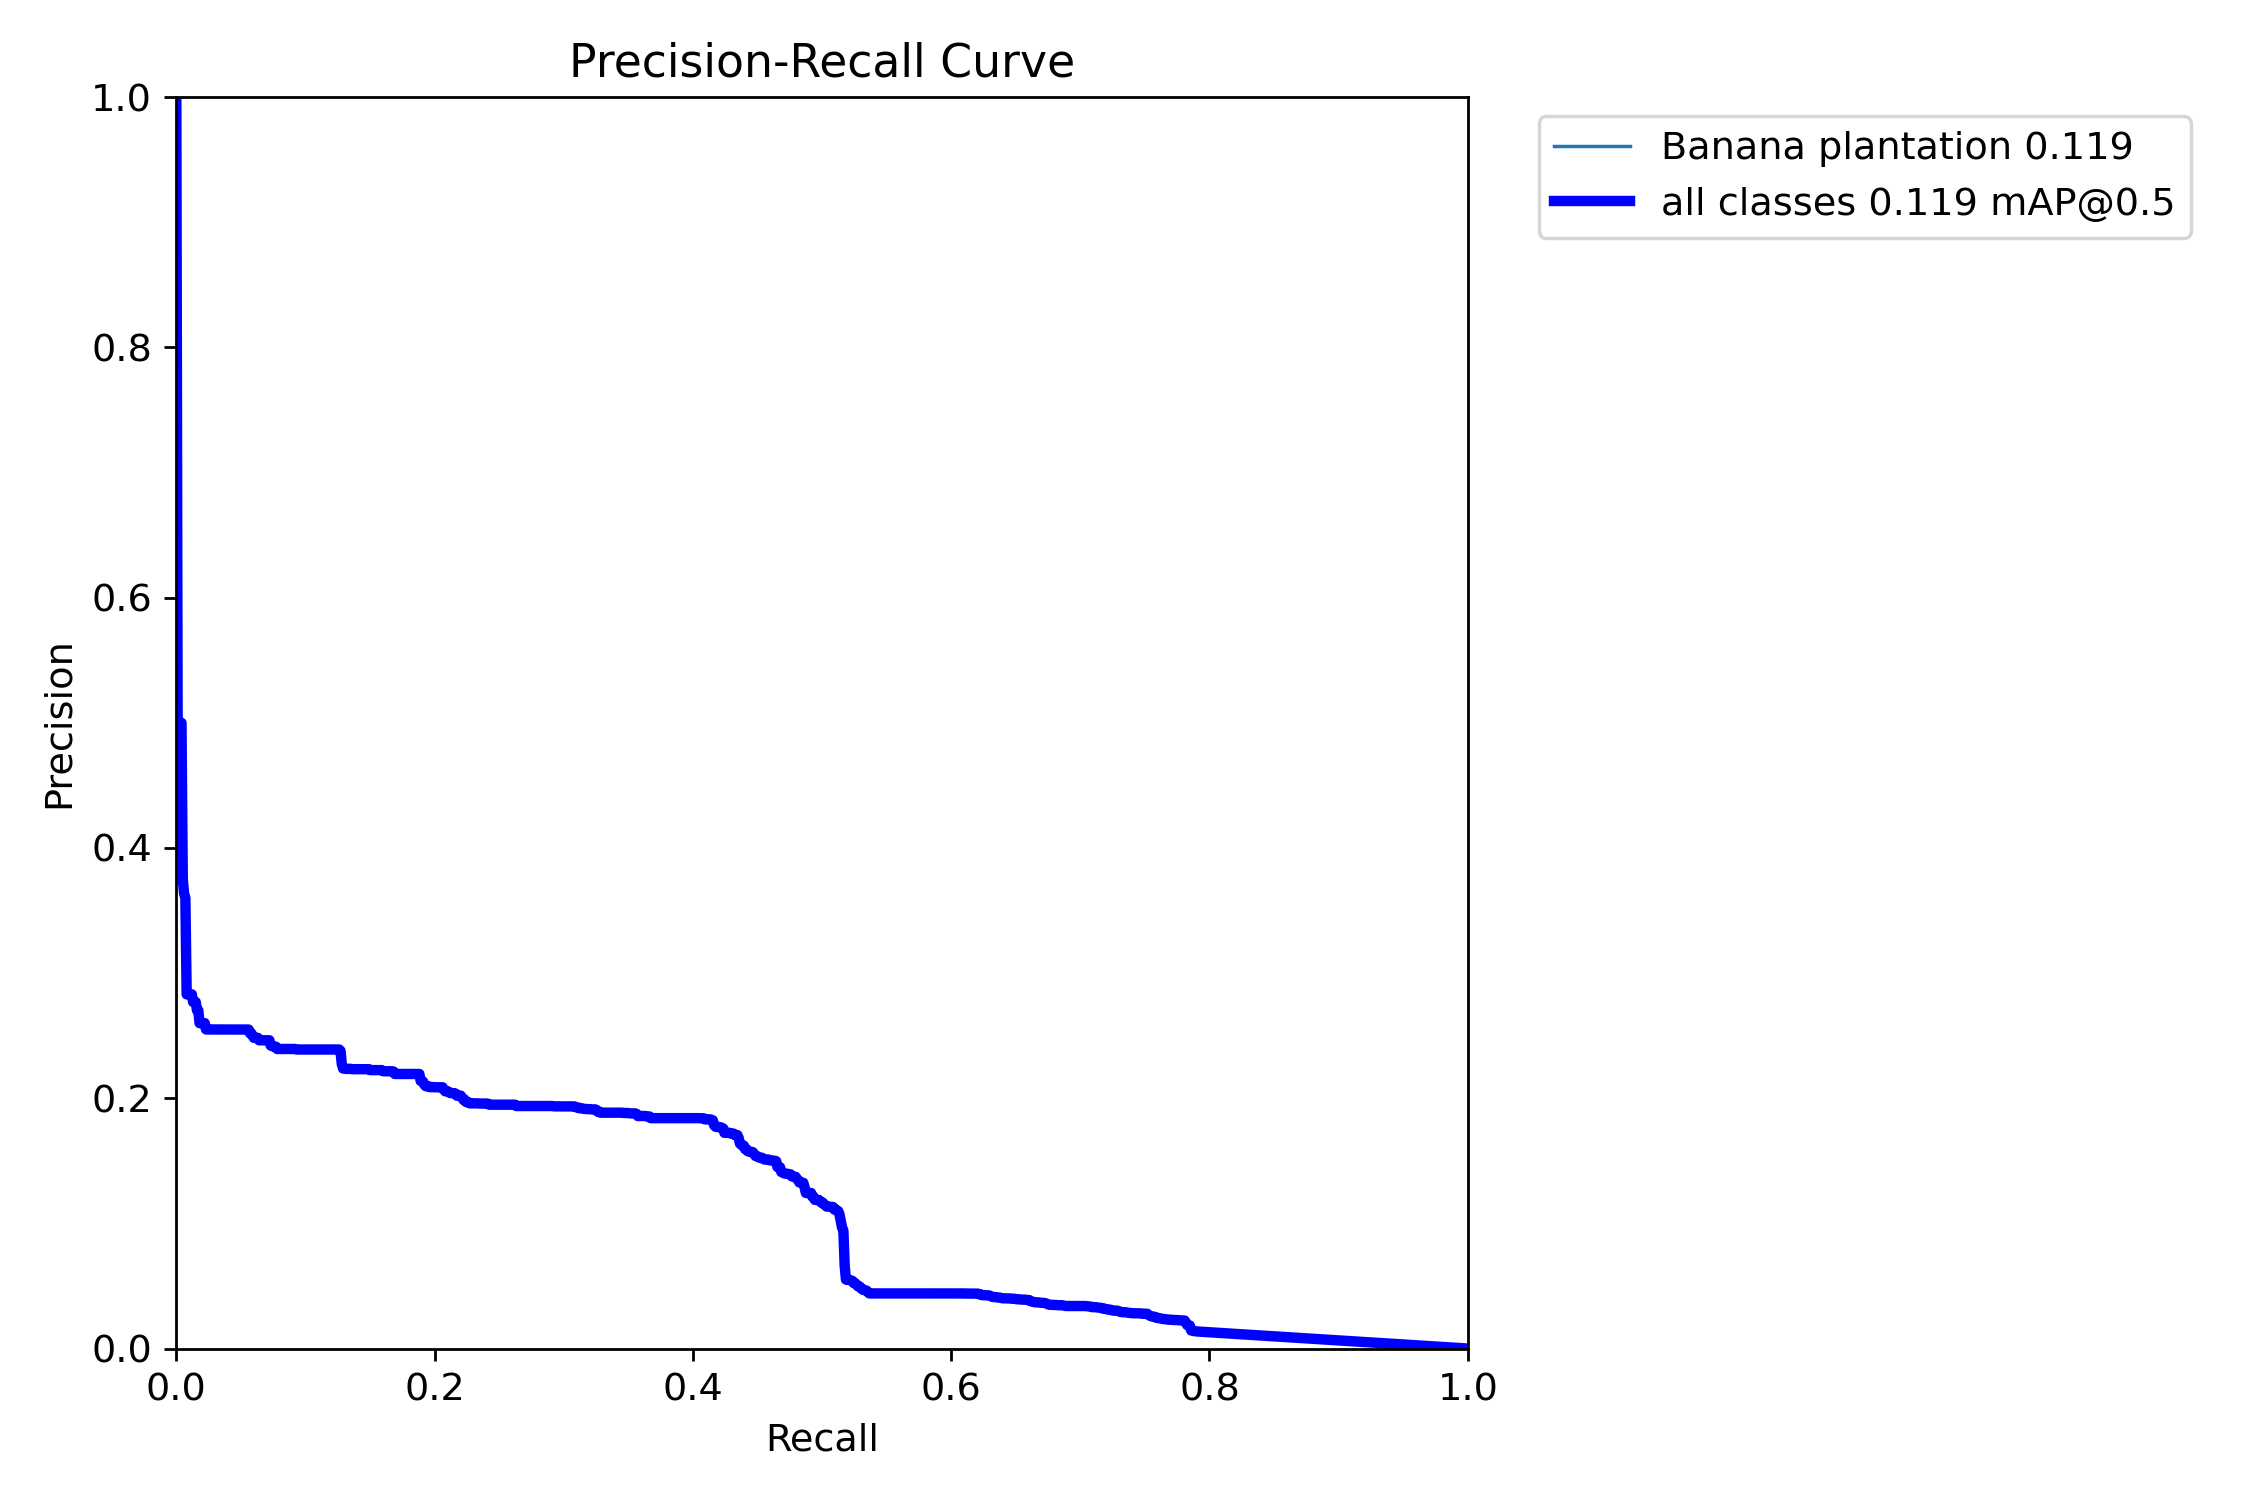 Precision-Recall Curve
1.0
0.8
0.6
0.4
0.2
0.0
Precision
0.0 0.2 0.4 0.6 0.8 1.0
Recall
Banana plantation 0.119
all classes 0.119 mAP@0.5